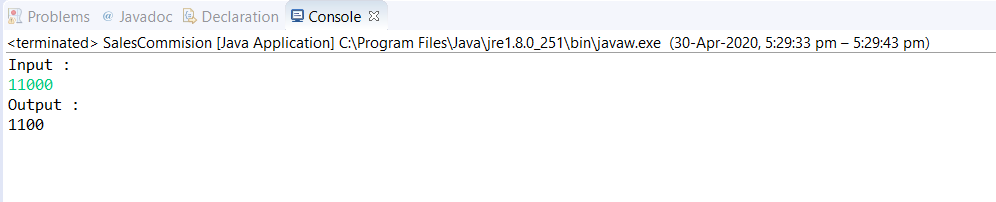 Problems @ Javadoc Declaration Console
<terminated> SalesCommision [Java Application] C:\Program Files\Java\jre1.8.0_251\bin\javaw.exe (30-Apr-2020, 5:29:33 pm – 5:29:43 pm)
Input :
11000
Output :
1100